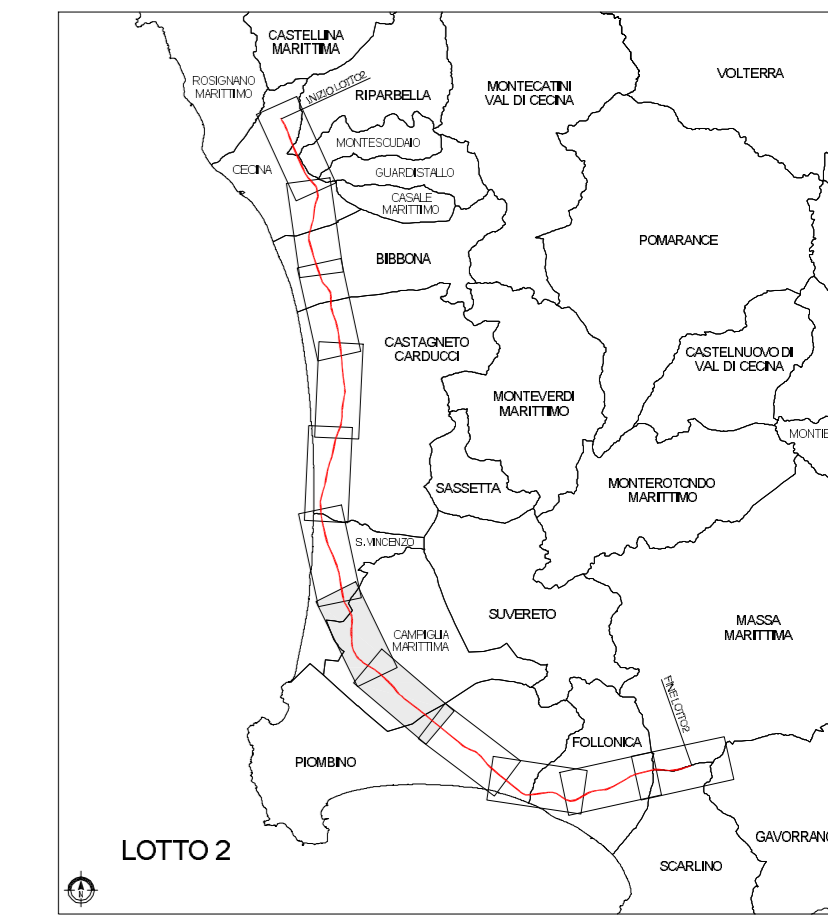 CASTELLINA
MARITTIMA
ROSIGNANO
MARITTIMO
VOLTERRA
INIZIO LOTTO2
RIPARBELLA
MONTECATINI
VAL DI CECINA
MONTESCUDAIO
CECINA
GUARDISTALLO
CASALE
MARITTIMO
BIBBONA
POMARANCE
CASTAGNETO
CARDUCCI
CASTELNUOVO DI
VAL DI CECINA
MONTEVERDI
MARITTIMO
MONTIE
SASSETTA
MONTEROTONDO
MARITTIMO
S.VINCENZO
SUVERETO
MASSA
MARITTIMA
CAMPIGLIA
MARITTIMA
FINE LOTTO2
FOLLONICA
PIOMBINO
LOTTO 2
GAVORRANO
SCARLINO
N